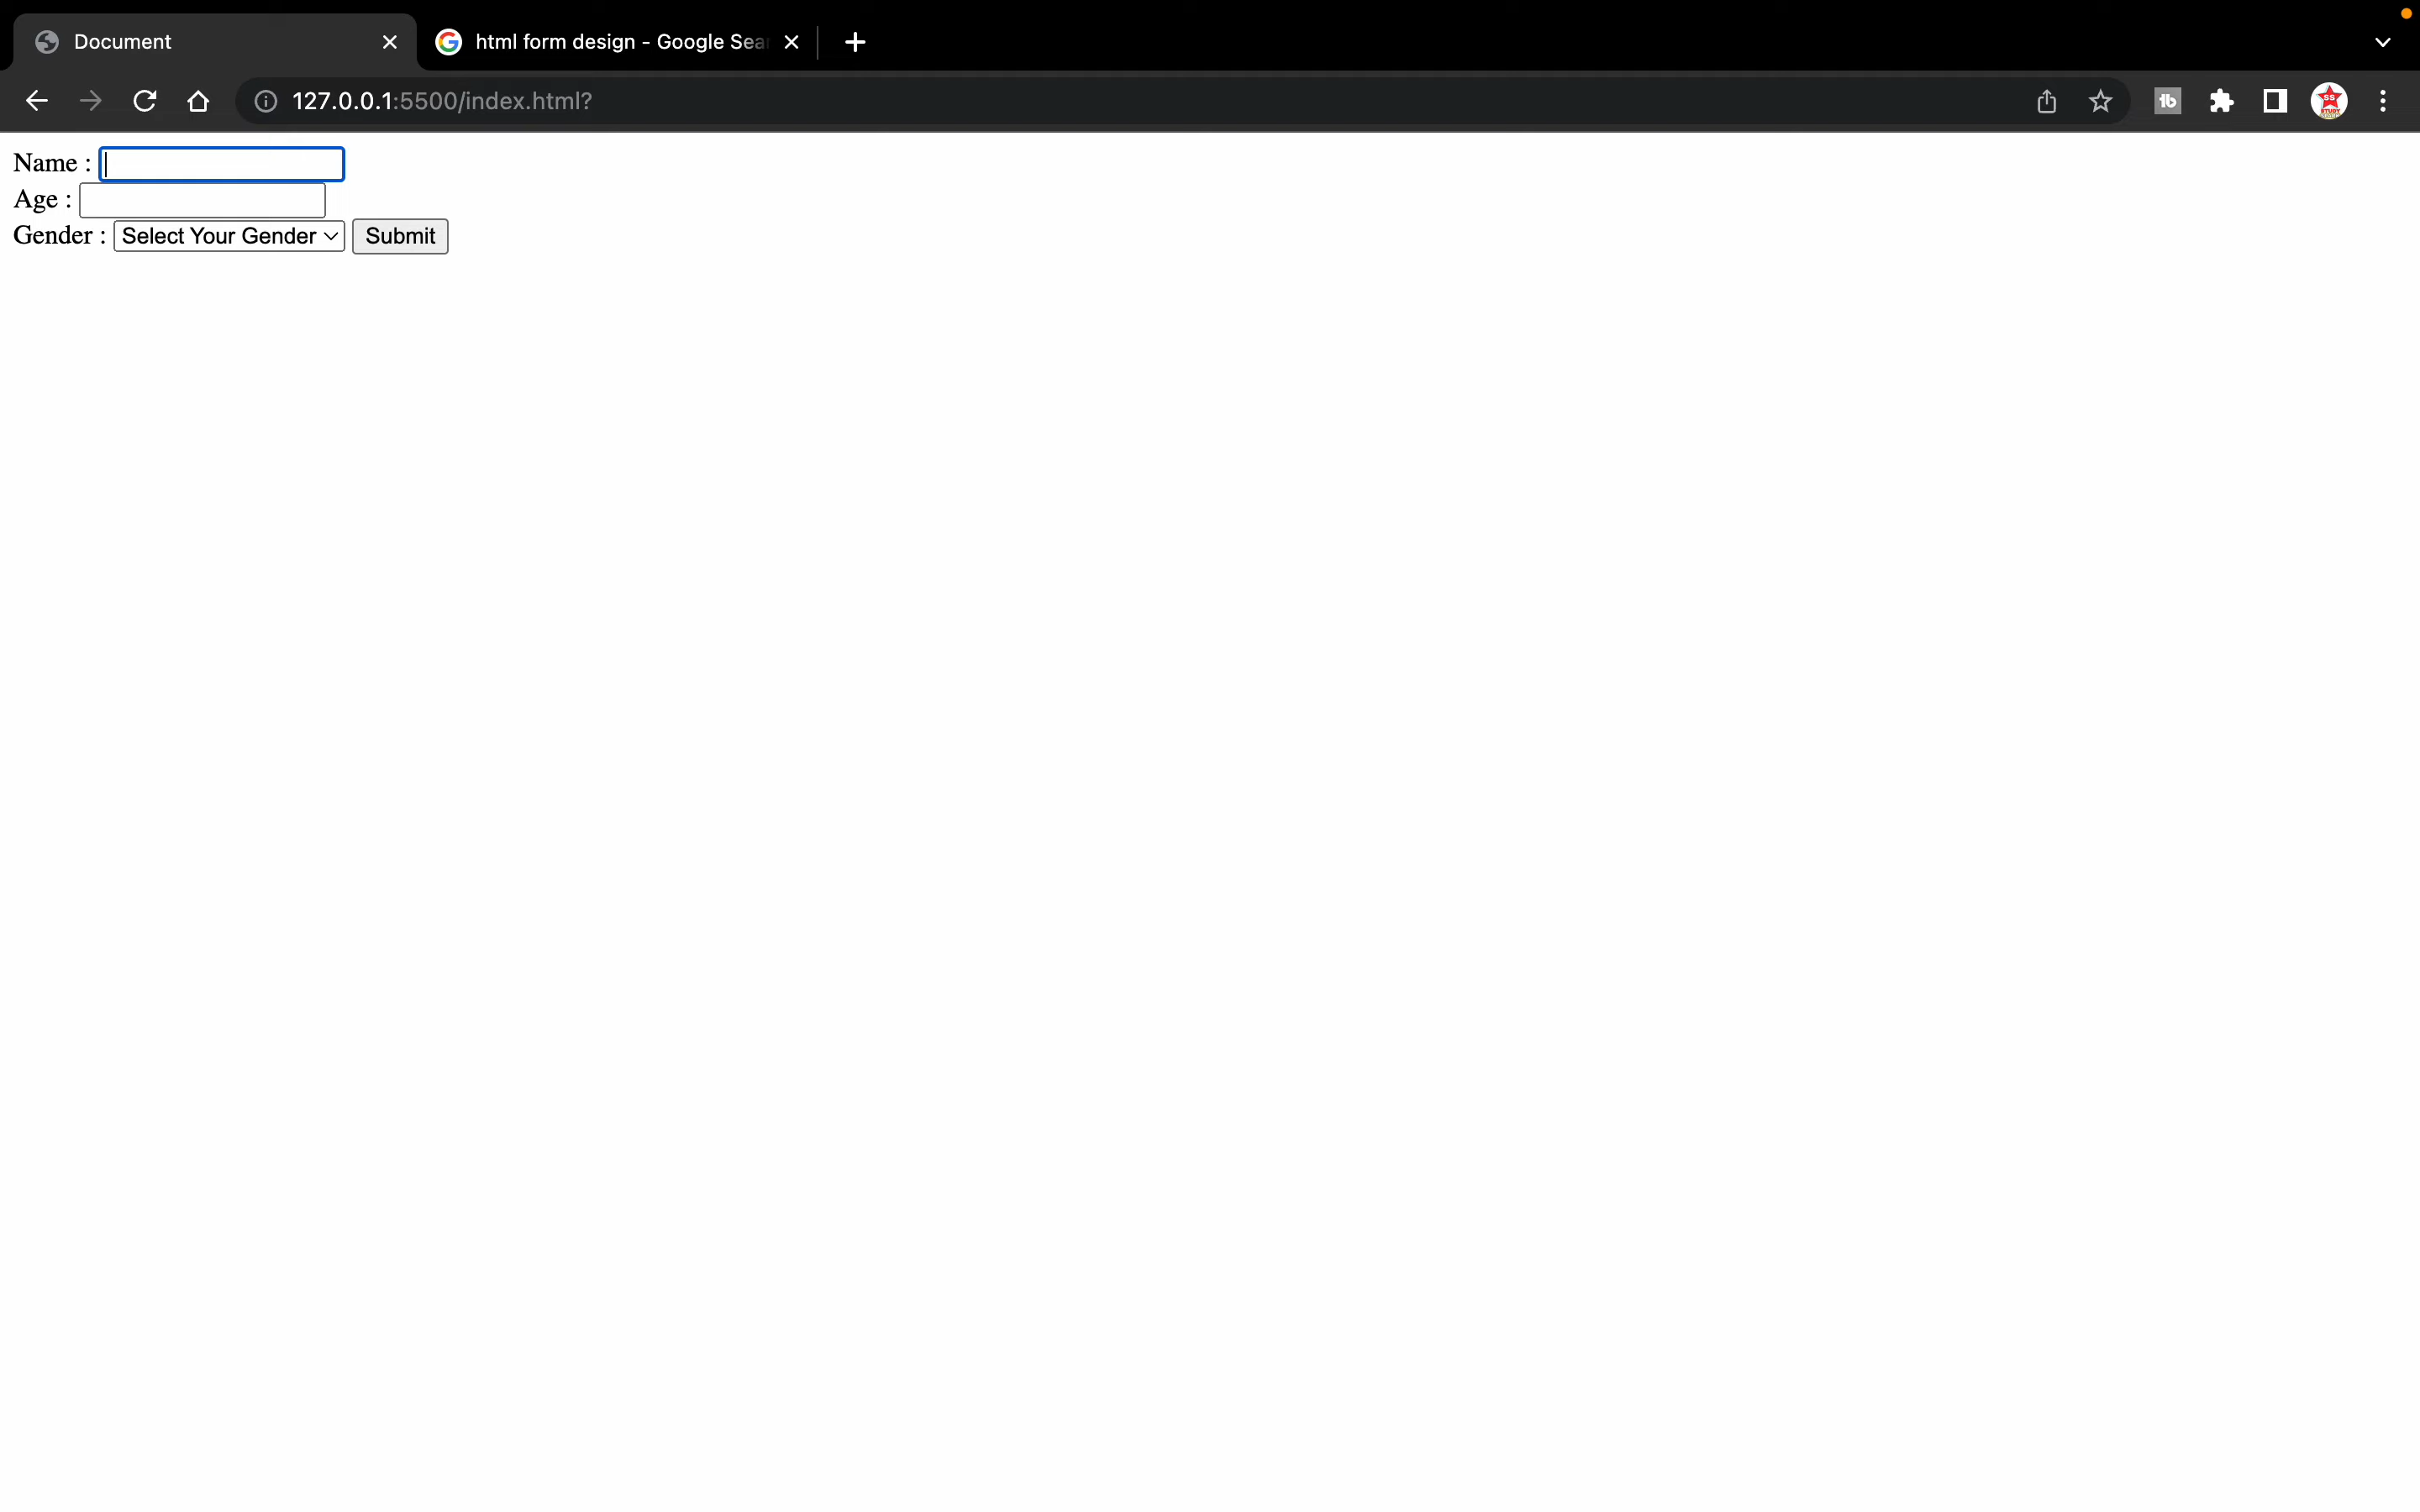 Document
html form design - Google Sear
127.0.0.1:5500/index.html?
Name :
Age :
Gender : Select Your Gender Submit